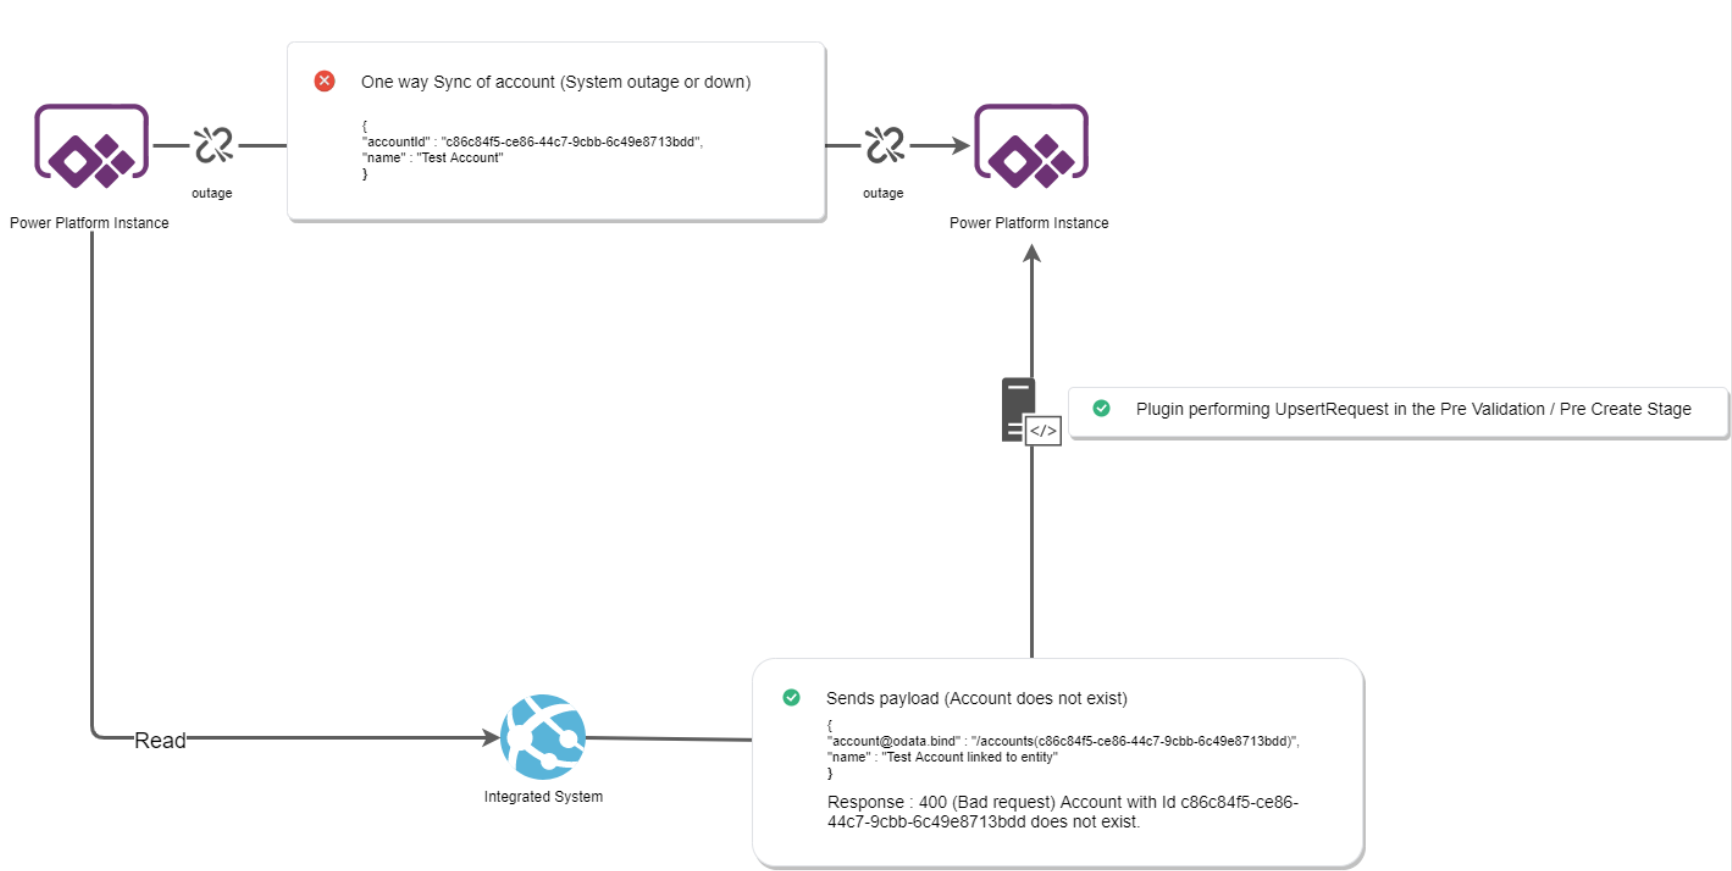 One way Sync of account (System outage or down)
{
"accountId" : "c86c84f5-ce86-44c7-9cbb-6c49e8713bdd",
"name" : "Test Account"
}
outage
outage
Power Platform Instance
Power Platform Instance
</>
Plugin performing UpsertRequest in the Pre Validation / Pre Create Stage
Read
Integrated System
Sends payload (Account does not exist)
{
"account@odata.bind" : "/accounts(c86c84f5-ce86-44c7-9cbb-6c49e8713bdd)",
"name" : "Test Account linked to entity"
}
Response : 400 (Bad request) Account with Id c86c84f5-ce86-
44c7-9cbb-6c49e8713bdd does not exist.